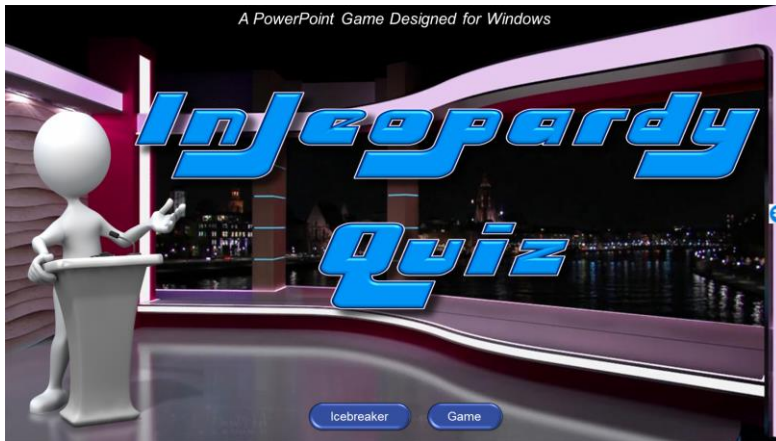 A PowerPoint Game Designed for Windows
InJeopardy
Quiz
Icebreaker
Game